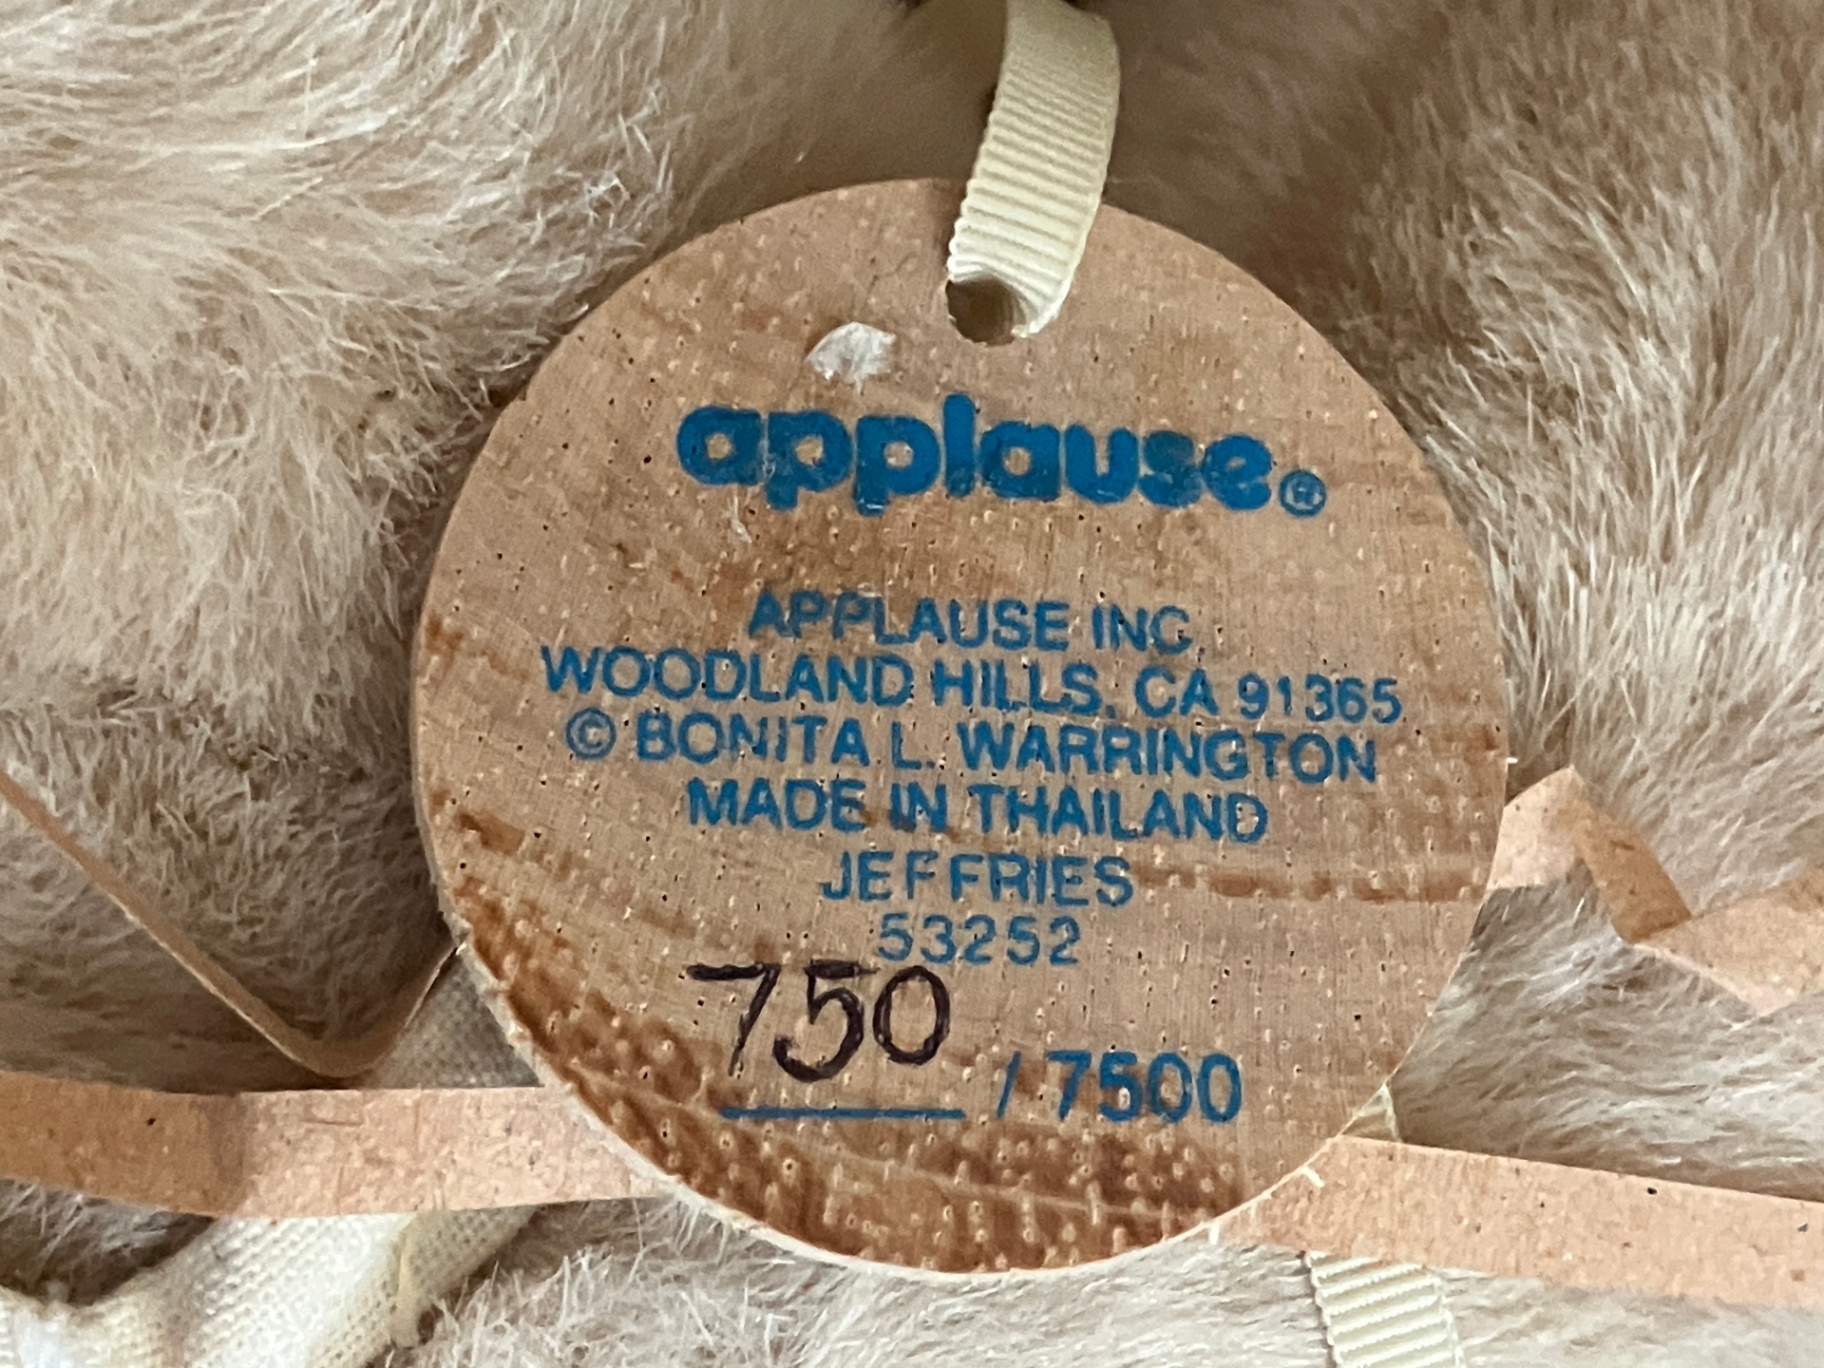 applause®
APPLAUSE INC.
WOODLAND HILLS, CA 91365
© BONITA L. WARRINGTON
MADE IN THAILAND
JEFFRIES
53252
750 / 7500